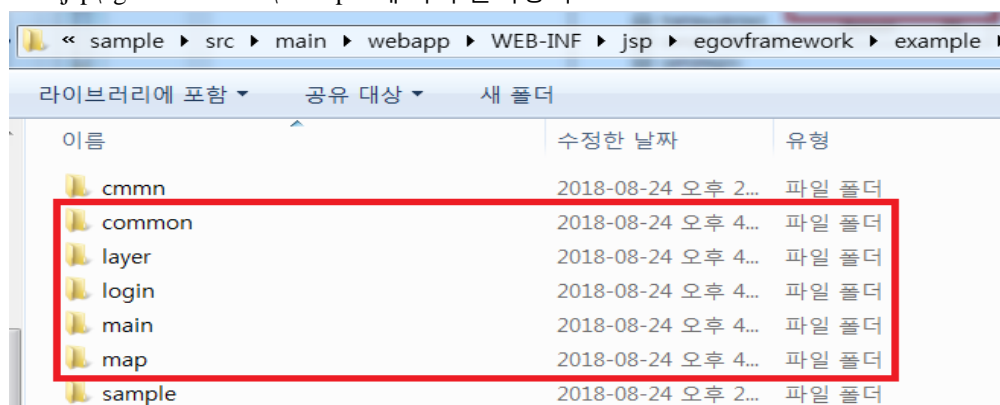 « sample ▸ src ▸ main ▸ webapp ▸ WEB-INF ▸ jsp ▸ egovframework ▸ example
라이브러리에 포함 ▼ 공유 대상 ▼ 새 폴더
이름 수정한 날짜 유형
cmmn 2018-08-24 오후 2... 파일 폴더
common 2018-08-24 오후 4... 파일 폴더
layer 2018-08-24 오후 4... 파일 폴더
login 2018-08-24 오후 4... 파일 폴더
main 2018-08-24 오후 4... 파일 폴더
map 2018-08-24 오후 4... 파일 폴더
sample 2018-08-24 오후 2... 파일 폴더